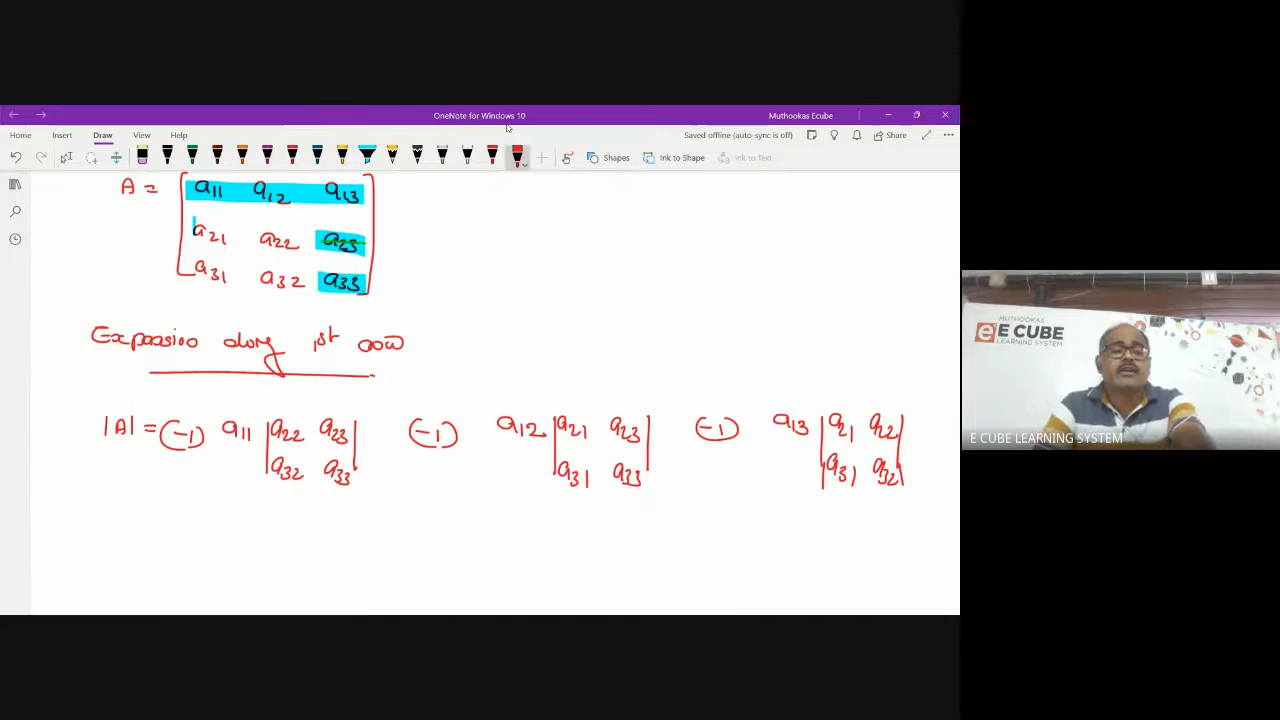 OneNote for Windows 10
Muthookas Ecube
Home Insert Draw View Help
Saved offline (auto-sync is off)
Share
Shapes
Ink to Shape
Ink to Text
A = [a11 a12 a13
a21 a22 a23
a31 a32 a33]
Expansion along 1st row
|A| = (-1) a11 |a22 a23| (-1) a12 |a21 a23| (-1) a13 |a21 a22|
|a32 a33| |a31 a33| |a31 a32|
MUTHOOKAS
e E CUBE
LEARNING SYSTEM
E CUBE LEARNING SYSTEM